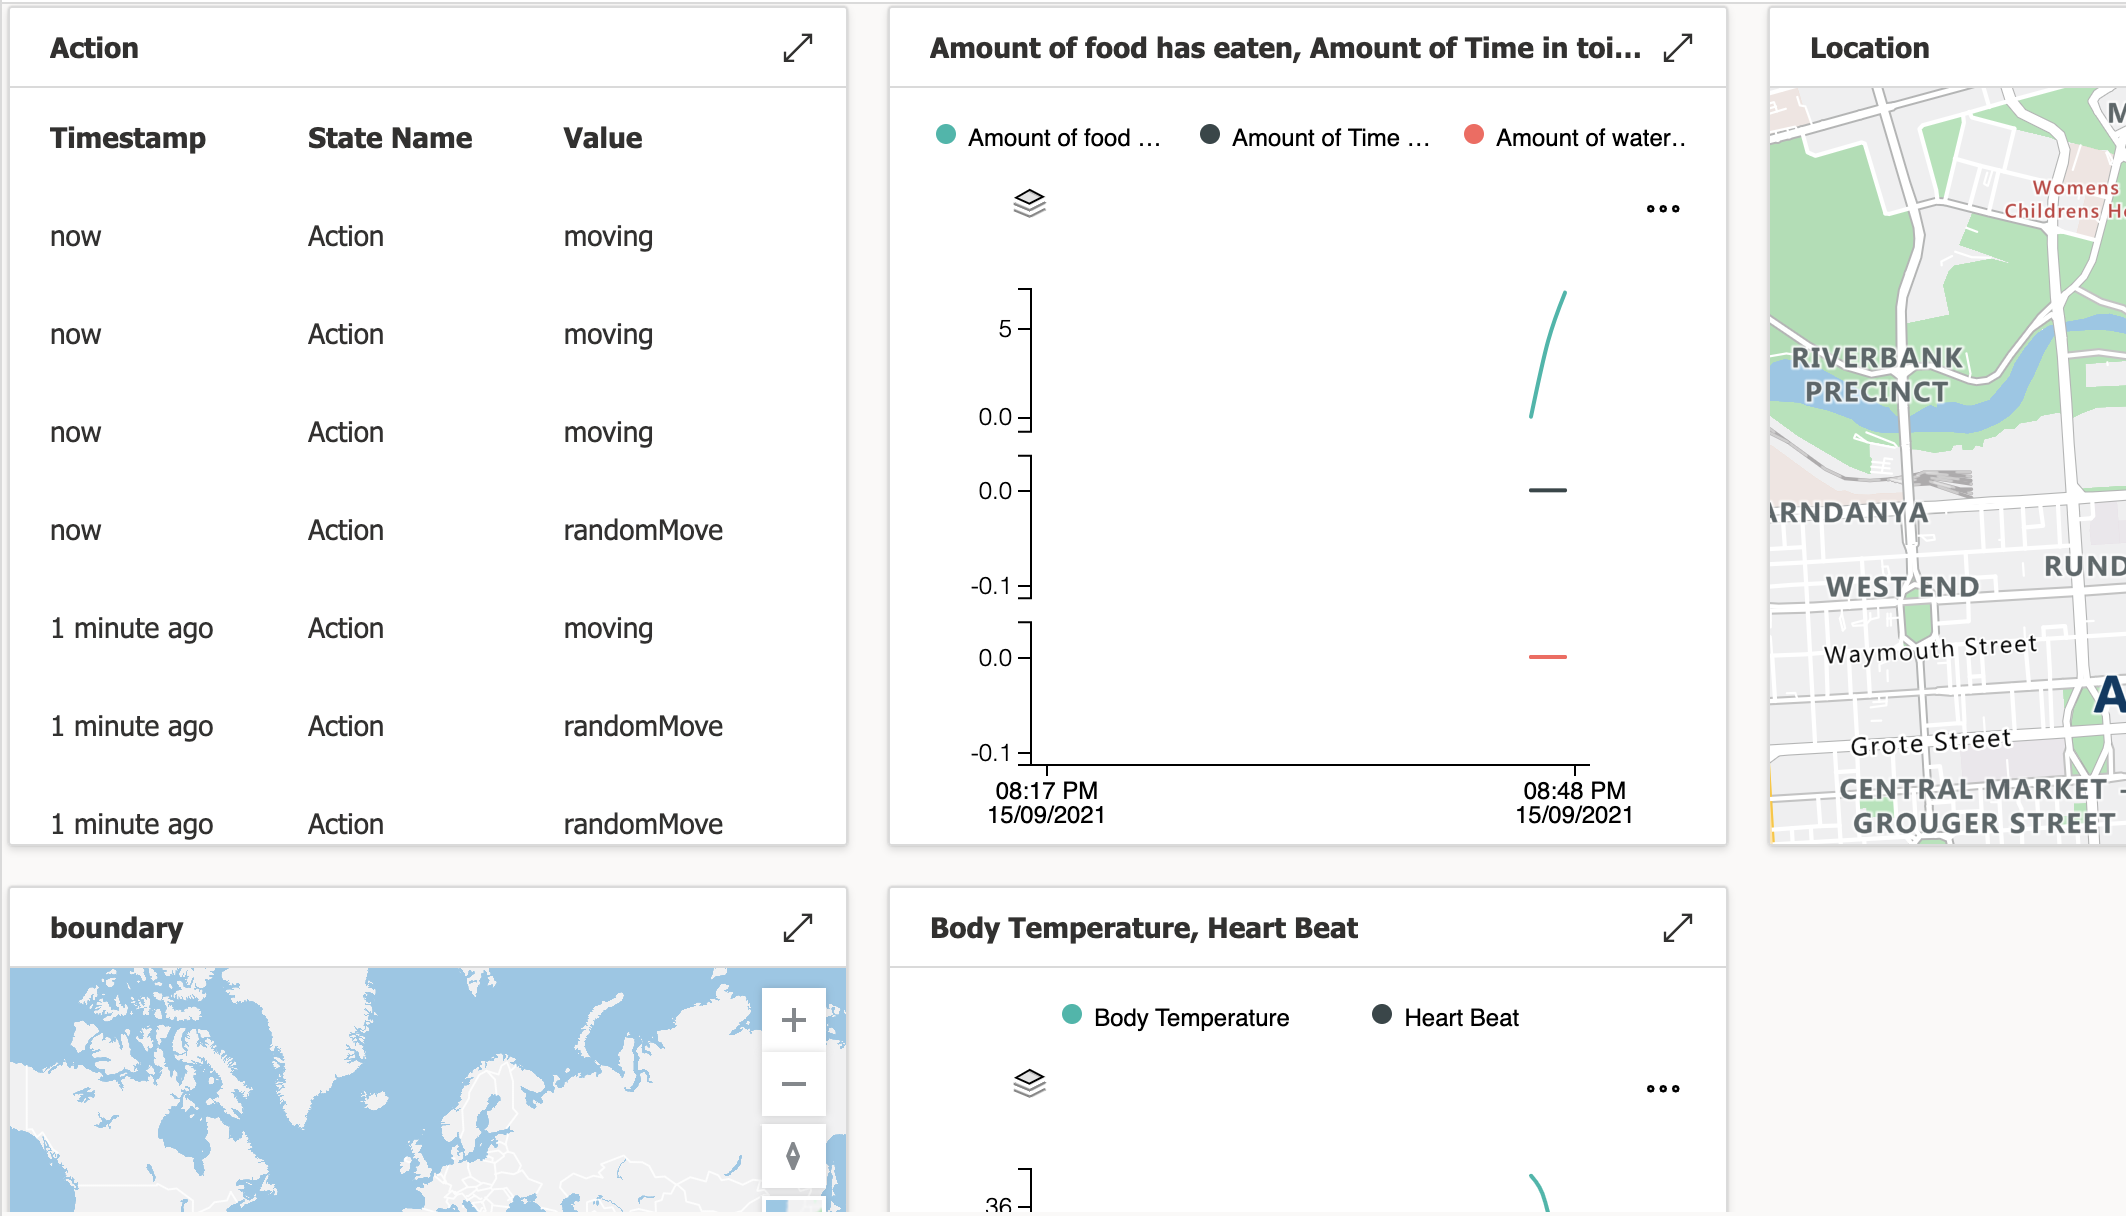 Action
Timestamp State Name Value
now Action moving
now Action moving
now Action moving
now Action randomMove
1 minute ago Action moving
1 minute ago Action randomMove
1 minute ago Action randomMove
Amount of food has eaten, Amount of Time in toi...
Amount of food ... Amount of Time ... Amount of water..
5
0.0
0.0
-0.1
0.0
-0.1
08:17 PM 08:48 PM
15/09/2021 15/09/2021
Location
M
Womens
Childrens H
RIVERBANK
PRECINCT
ARNDANYA
RUND
WEST END
Waymouth Street
A
Grote Street
CENTRAL MARKET -
GROUGER STREET
boundary
Body Temperature, Heart Beat
Body Temperature Heart Beat
36